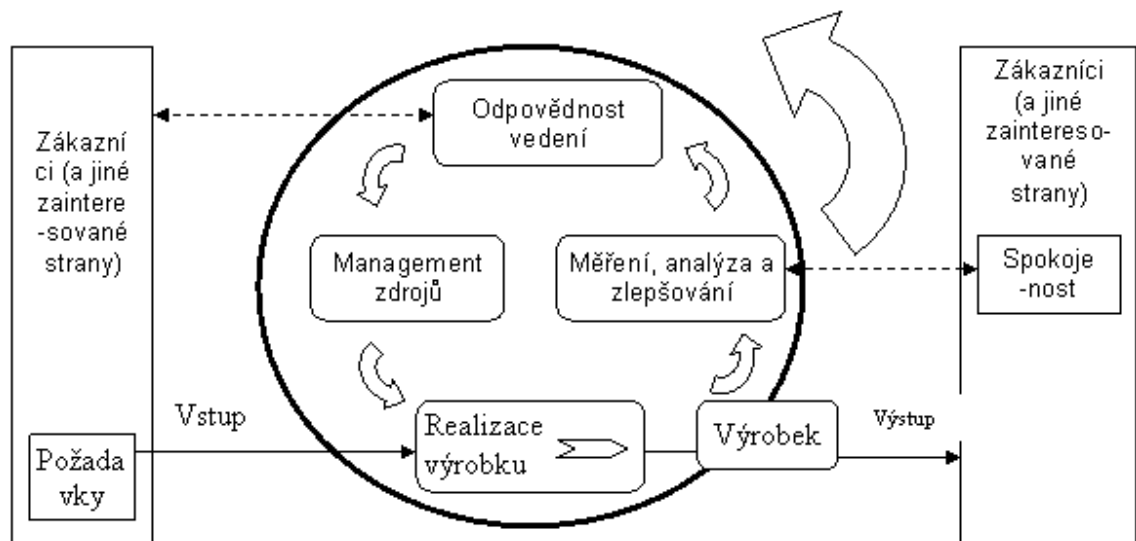 Zákazní
ci (a jiné
zaintere
-sované
strany)
Požada
vky
Vstup
Odpovědnost
vedení
Management
zdrojů
Měření, analýza a
zlepšování
Realizace
výrobku
Výrobek
Výstup
Zákazníci
(a jiné
zaintereso-
vané
strany)
Spokoje
-nost